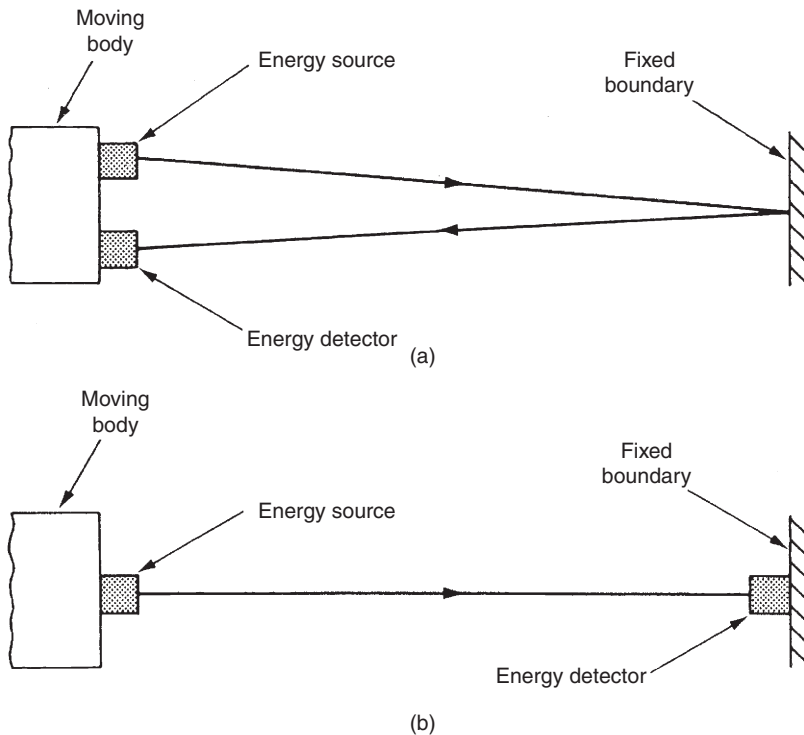 Moving
body
Energy source
Fixed
boundary
Energy detector
(a)
Moving
body
Energy source
Fixed
boundary
Energy detector
(b)